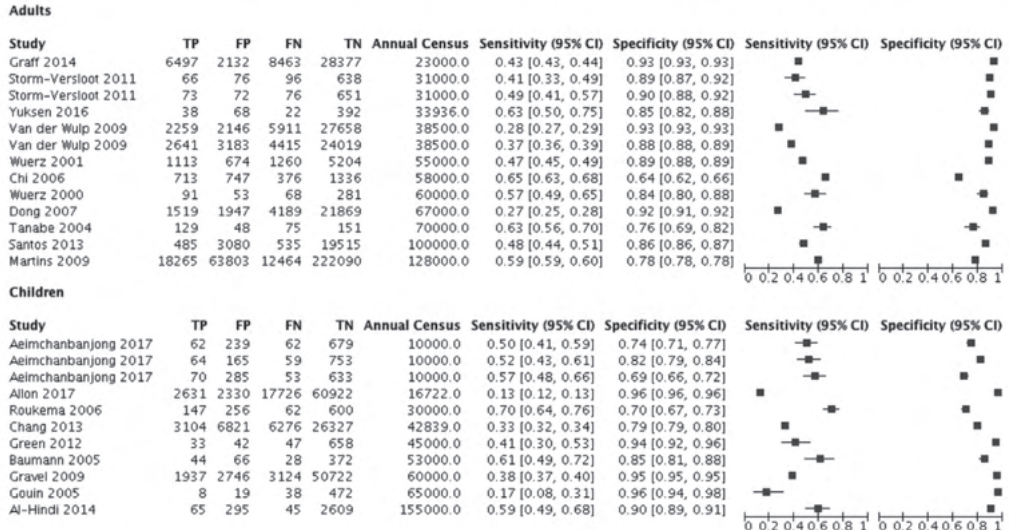 Adults
Study TP FP FN TN Annual Census Sensitivity (95% CI) Specificity (95% CI) Sensitivity (95% CI) Specificity (95% CI)
Graff 2014 6497 2132 8463 28377 23000.0 0.43 [0.43, 0.44] 0.93 [0.93, 0.93]
Storm-Versloot 2011 66 76 96 638 31000.0 0.41 [0.33, 0.49] 0.89 [0.87, 0.92]
Storm-Versloot 2011 73 72 76 651 31000.0 0.49 [0.41, 0.57] 0.90 [0.88, 0.92]
Yuksen 2016 38 68 22 392 33936.0 0.63 [0.50, 0.75] 0.85 [0.82, 0.88]
Van der Wulp 2009 2259 2146 5911 27658 38500.0 0.28 [0.27, 0.29] 0.93 [0.93, 0.93]
Van der Wulp 2009 2641 3183 4415 24019 38500.0 0.37 [0.36, 0.39] 0.88 [0.88, 0.89]
Wuerz 2001 1113 674 1260 5204 55000.0 0.47 [0.45, 0.49] 0.89 [0.88, 0.89]
Chi 2006 713 747 376 1336 58000.0 0.65 [0.63, 0.68] 0.64 [0.62, 0.66]
Wuerz 2000 91 53 68 281 60000.0 0.57 [0.49, 0.65] 0.84 [0.80, 0.88]
Dong 2007 1519 1947 4189 21869 67000.0 0.27 [0.25, 0.28] 0.92 [0.91, 0.92]
Tanabe 2004 129 48 75 151 70000.0 0.63 [0.56, 0.70] 0.76 [0.69, 0.82]
Santos 2013 485 3080 535 19515 100000.0 0.48 [0.44, 0.51] 0.86 [0.86, 0.87]
Martins 2009 18265 63803 12464 222090 128000.0 0.59 [0.59, 0.60] 0.78 [0.78, 0.78]
0 0.2 0.4 0.6 0.8 1 0 0.2 0.4 0.6 0.8 1
Children
Study TP FP FN TN Annual Census Sensitivity (95% CI) Specificity (95% CI) Sensitivity (95% CI) Specificity (95% CI)
Aeimchanbanjong 2017 62 239 62 679 10000.0 0.50 [0.41, 0.59] 0.74 [0.71, 0.77]
Aeimchanbanjong 2017 64 165 59 753 10000.0 0.52 [0.43, 0.61] 0.82 [0.79, 0.84]
Aeimchanbanjong 2017 70 285 53 633 10000.0 0.57 [0.48, 0.66] 0.69 [0.66, 0.72]
Allon 2017 2631 2330 17726 60922 16722.0 0.13 [0.12, 0.13] 0.96 [0.96, 0.96]
Roukema 2006 147 256 62 600 30000.0 0.70 [0.64, 0.76] 0.70 [0.67, 0.73]
Chang 2013 3104 6821 6276 26327 42839.0 0.33 [0.32, 0.34] 0.79 [0.79, 0.80]
Green 2012 33 42 47 658 45000.0 0.41 [0.30, 0.53] 0.94 [0.92, 0.96]
Baumann 2005 44 66 28 372 53000.0 0.61 [0.49, 0.72] 0.85 [0.81, 0.88]
Gravel 2009 1937 2746 3124 50722 60000.0 0.38 [0.37, 0.40] 0.95 [0.95, 0.95]
Gouin 2005 8 19 38 472 65000.0 0.17 [0.08, 0.31] 0.96 [0.94, 0.98]
Al-Hindi 2014 65 295 45 2609 155000.0 0.59 [0.49, 0.68] 0.90 [0.89, 0.91]
0 0.2 0.4 0.6 0.8 1 0 0.2 0.4 0.6 0.8 1